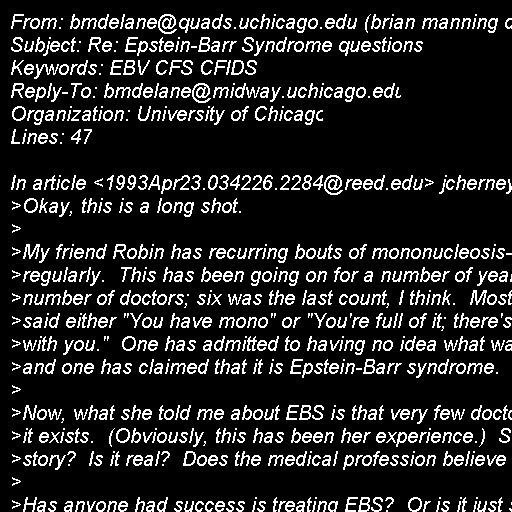 From: bmdelane@quads.uchicago.edu (brian manning
Subject: Re: Epstein-Barr Syndrome questions
Keywords: EBV CFS CFIDS
Reply-To: bmdelane@midway.uchicago.edu
Organization: University of Chicago
Lines: 47

In article <1993Apr23.034226.2284@reed.edu> jcherney
>Okay, this is a long shot.
>
>My friend Robin has recurring bouts of mononucleosis-
>regularly.  This has been going on for a number of
>number of doctors; six was the last count, I think.  Most
>said either "You have mono" or "You're full of it; there's
>with you."  One has admitted to having no idea what
>and one has claimed that it is Epstein-Barr syndrome.
>
>Now, what she told me about EBS is that very few
>it exists.  (Obviously, this has been her experience.)
>story?  Is it real?  Does the medical profession believe
>
>Has anyone had success is treating EBS?  Or is it just